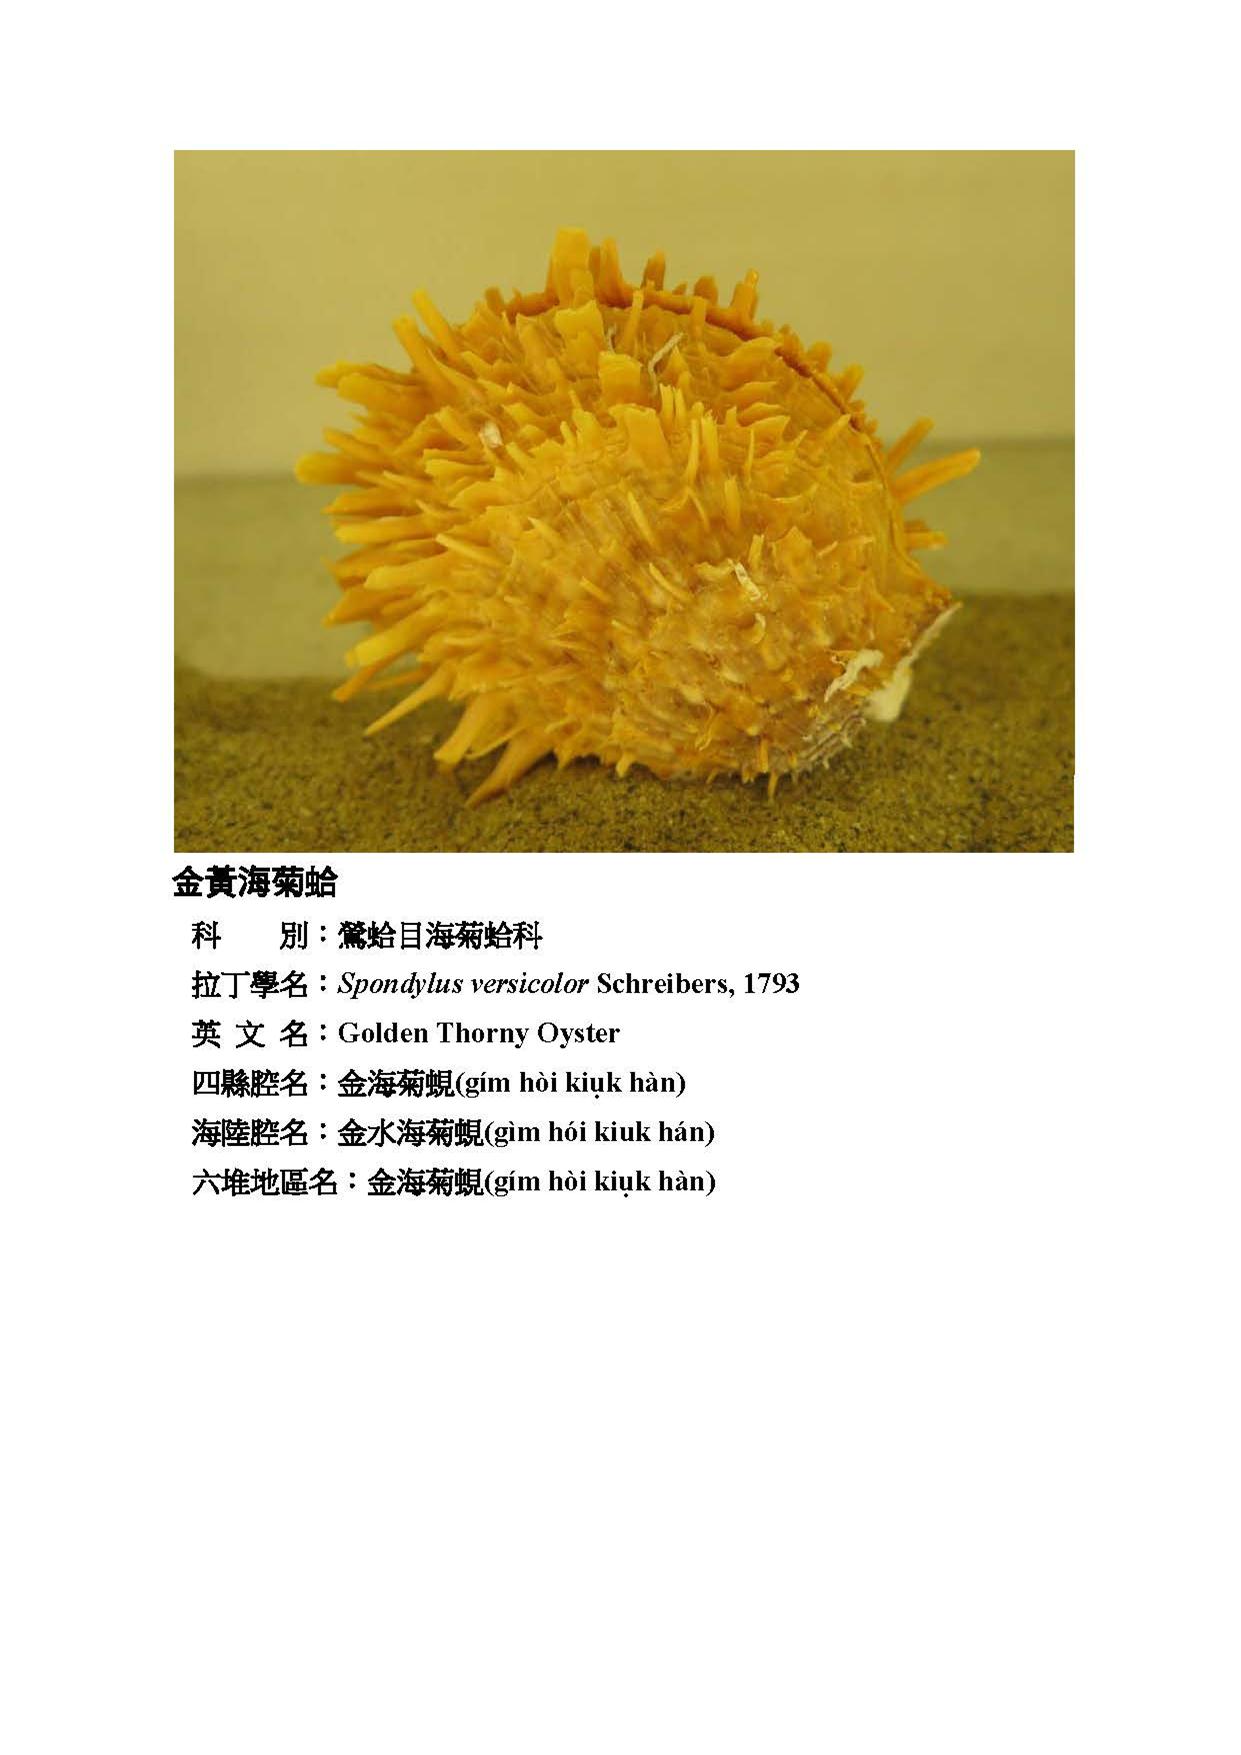 金黃海菊蛤
科　　別：鶯蛤目海菊蛤科
拉丁學名：Spondylus versicolor Schreibers, 1793
英 文 名：Golden Thorny Oyster
四縣腔名：金海菊蜆(gím hòi kiụk hàn)
海陸腔名：金水海菊蜆(gìm hói kiuk hán)
六堆地區名：金海菊蜆(gím hòi kiụk hàn)